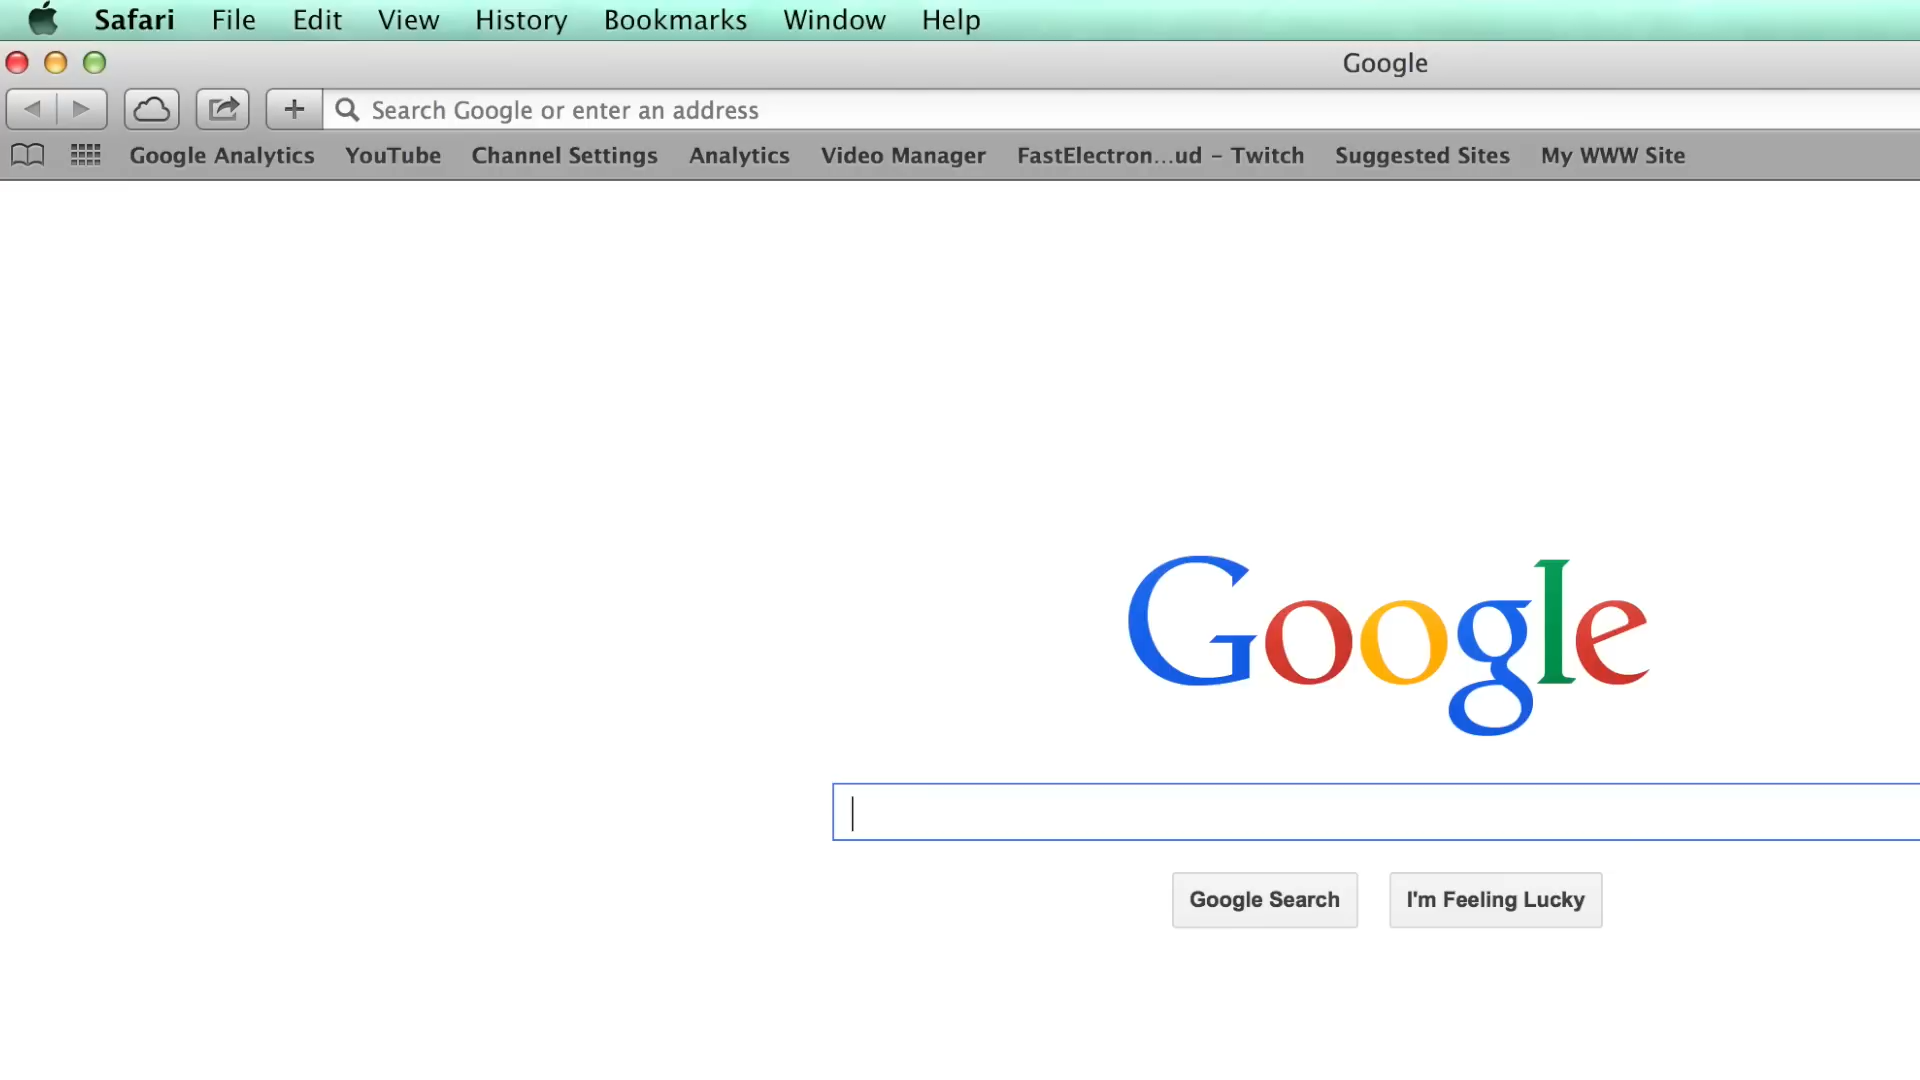 Safari File Edit View History Bookmarks Window Help
Google
Search Google or enter an address
Google Analytics YouTube Channel Settings Analytics Video Manager FastElectron...ud – Twitch Suggested Sites My WWW Site
Google
Google Search I'm Feeling Lucky